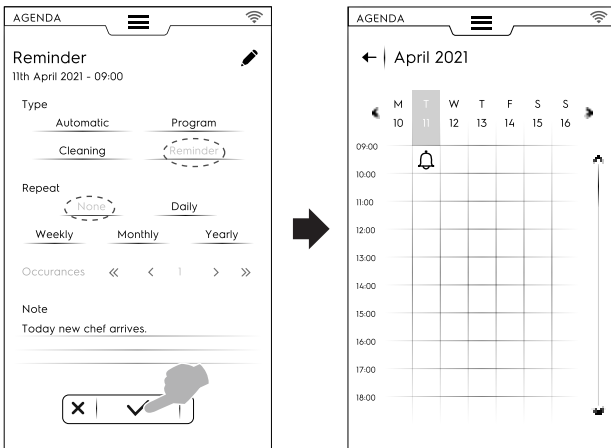 AGENDA
Reminder
11th April 2021 - 09:00
Type
Automatic Program
Cleaning Reminder
Repeat
None Daily
Weekly Monthly Yearly
Occurances « < 1 > »
Note
Today new chef arrives.
AGENDA
April 2021
M T W T F S S
10 11 12 13 14 15 16
09:00
10:00
11:00
12:00
13:00
14:00
15:00
16:00
17:00
18:00